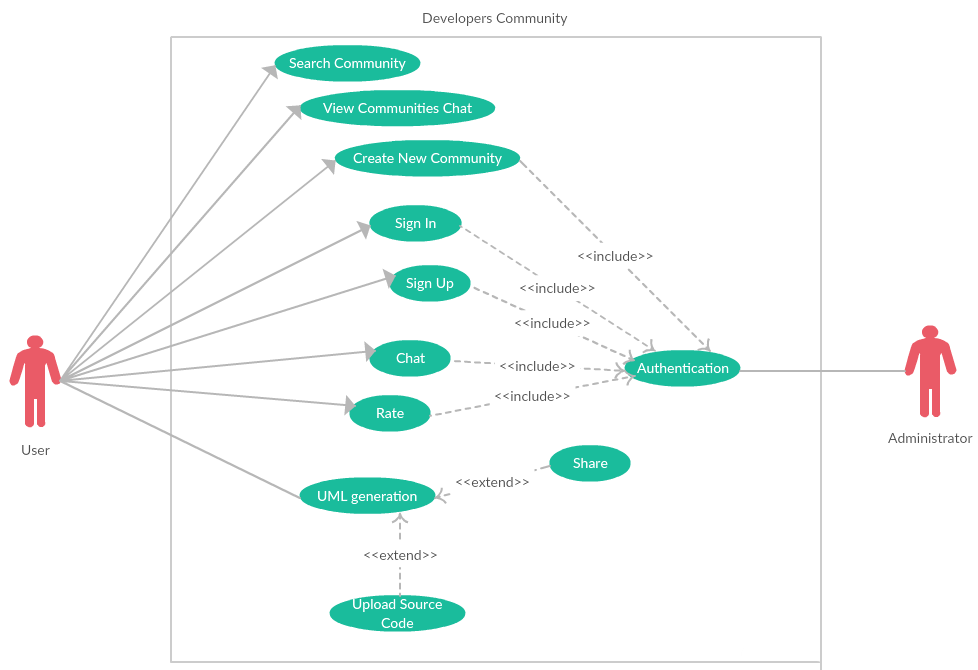 Developers Community
Search Community
View Communities Chat
Create New Community
Sign In
<<include>>
Sign Up
<<include>>
<<include>>
Chat
<<include>>
Authentication
<<include>>
Rate
User
Administrator
Share
<<extend>>
UML generation
<<extend>>
Upload Source
Code